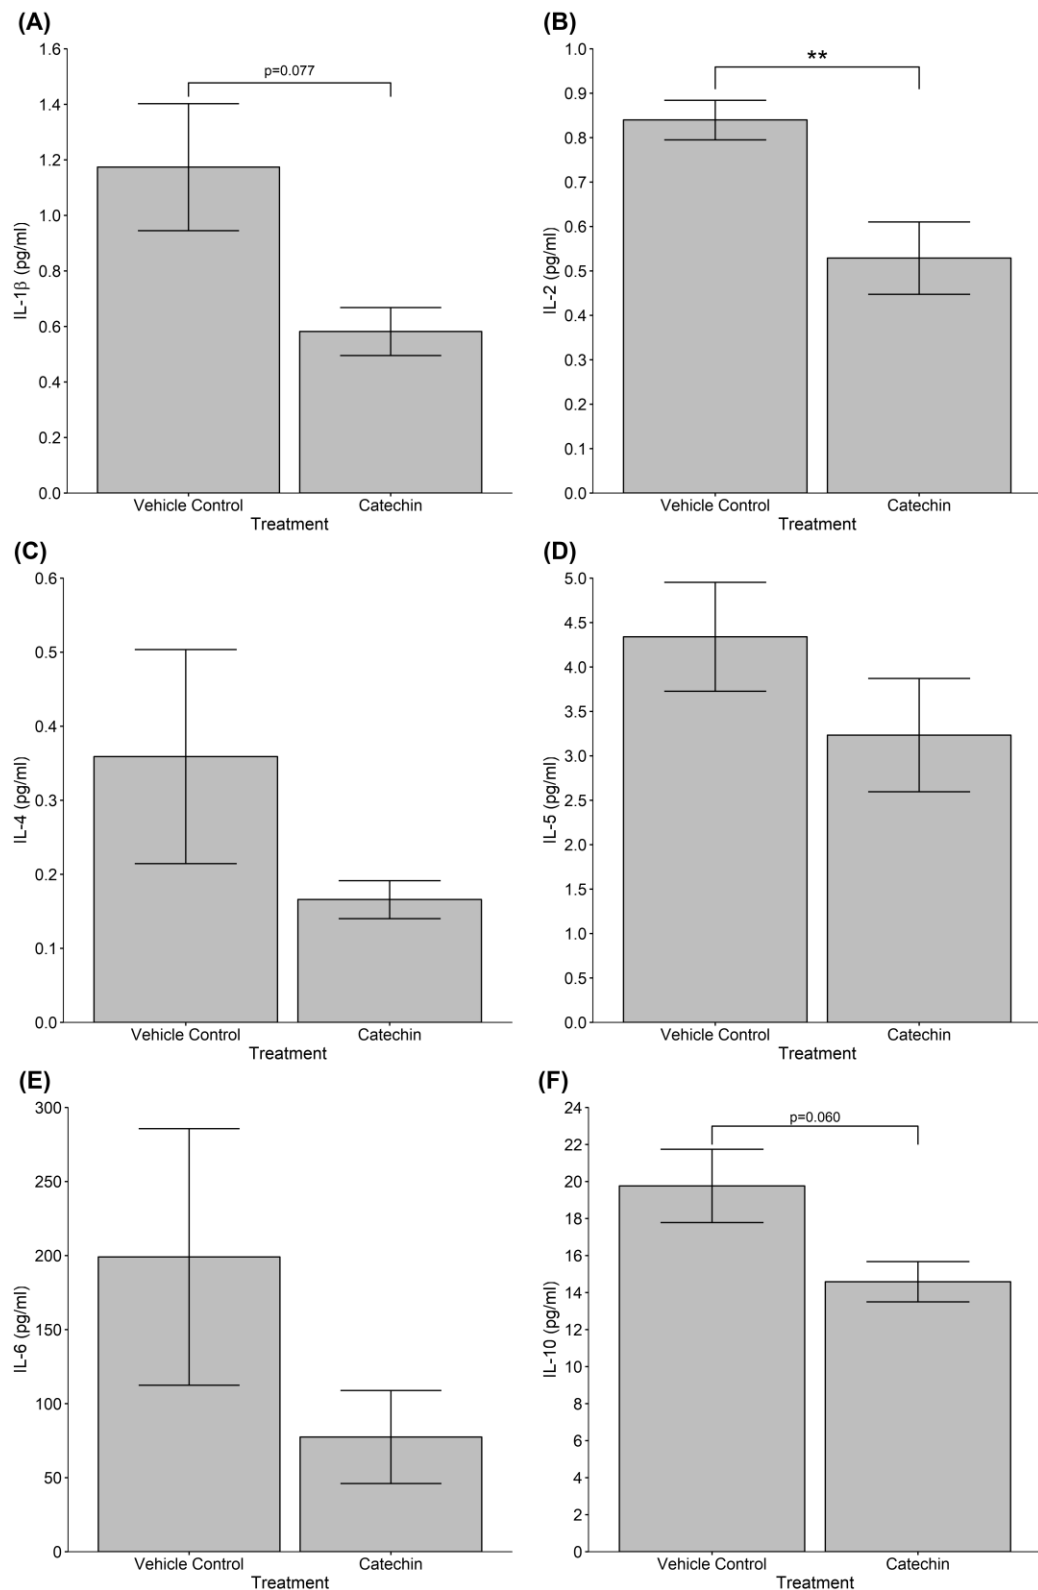 (A)
1.6
1.4
1.2
1.0
0.8
0.6
0.4
0.2
0.0
IL-1β (pg/ml)
p=0.077
Vehicle Control
Catechin
Treatment
(B)
1.0
0.9
0.8
0.7
0.6
0.5
0.4
0.3
0.2
0.1
0.0
IL-2 (pg/ml)
**
Vehicle Control
Catechin
Treatment
(C)
0.6
0.5
0.4
0.3
0.2
0.1
0.0
IL-4 (pg/ml)
Vehicle Control
Catechin
Treatment
(D)
5.0
4.5
4.0
3.5
3.0
2.5
2.0
1.5
1.0
0.5
0.0
IL-5 (pg/ml)
Vehicle Control
Catechin
Treatment
(E)
300
250
200
150
100
50
0
IL-6 (pg/ml)
Vehicle Control
Catechin
Treatment
(F)
24
22
20
18
16
14
12
10
8
6
4
2
0
IL-10 (pg/ml)
p=0.060
Vehicle Control
Catechin
Treatment